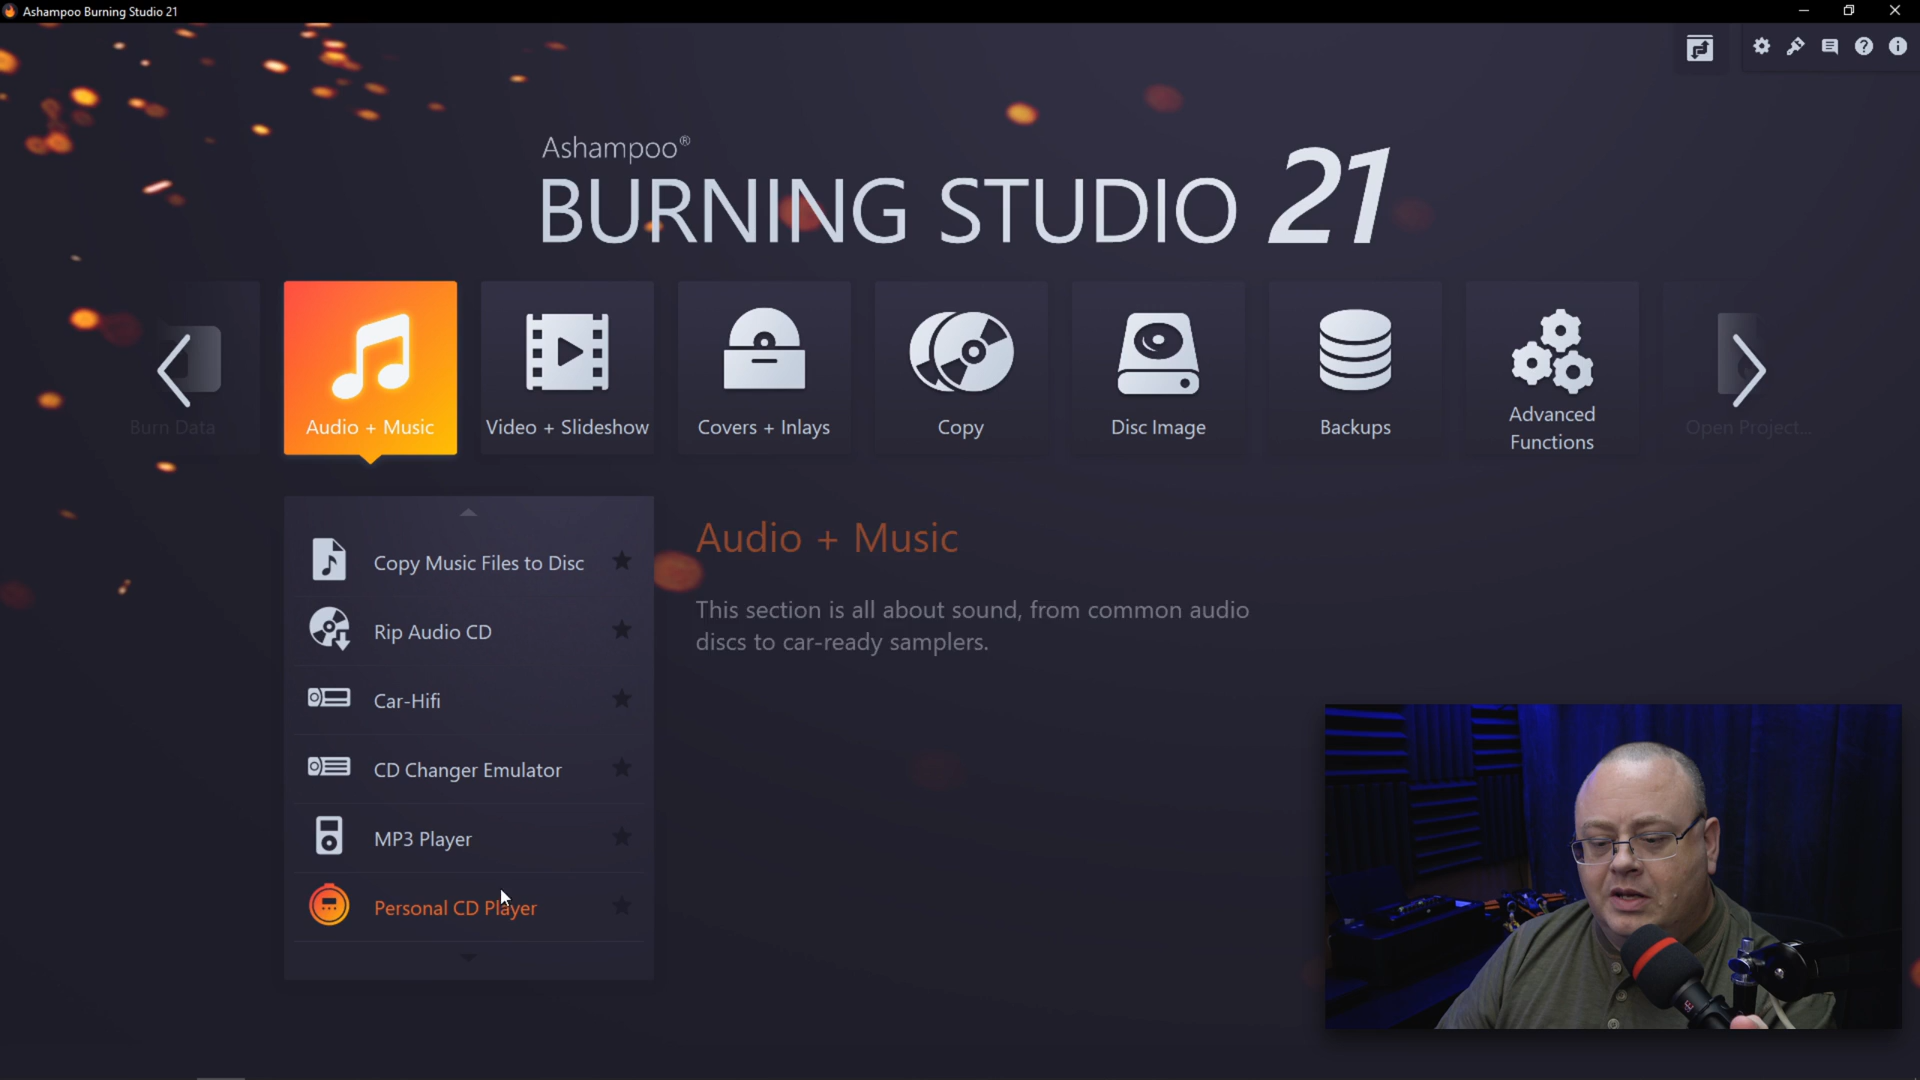 Ashampoo Burning Studio 21
Ashampoo®
BURNING STUDIO 21
Burn Data
Audio + Music
Video + Slideshow
Covers + Inlays
Copy
Disc Image
Backups
Advanced
Functions
Open Project...
Copy Music Files to Disc
Rip Audio CD
Car-Hifi
CD Changer Emulator
MP3 Player
Personal CD Player
Audio + Music
This section is all about sound, from common audio
discs to car-ready samplers.